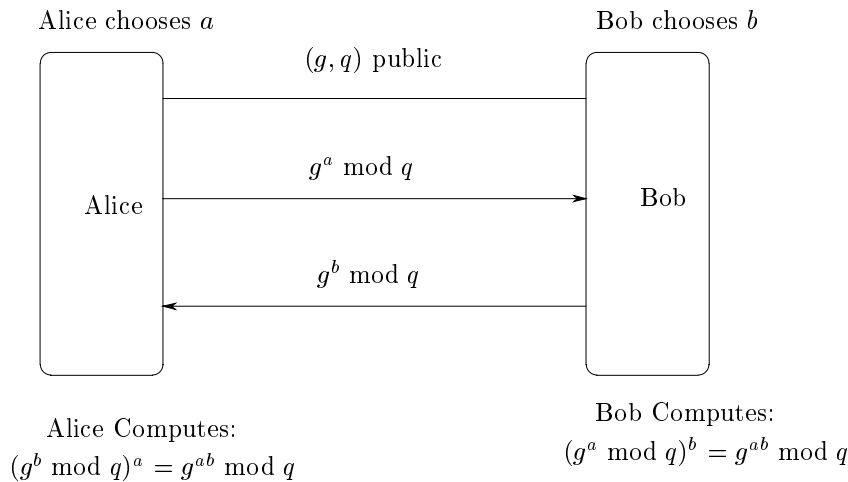 Alice chooses a
Bob chooses b
(g, q) public
g^a mod q
Alice
Bob
g^b mod q
Alice Computes:
(g^b mod q)^a = g^{ab} mod q
Bob Computes:
(g^a mod q)^b = g^{ab} mod q